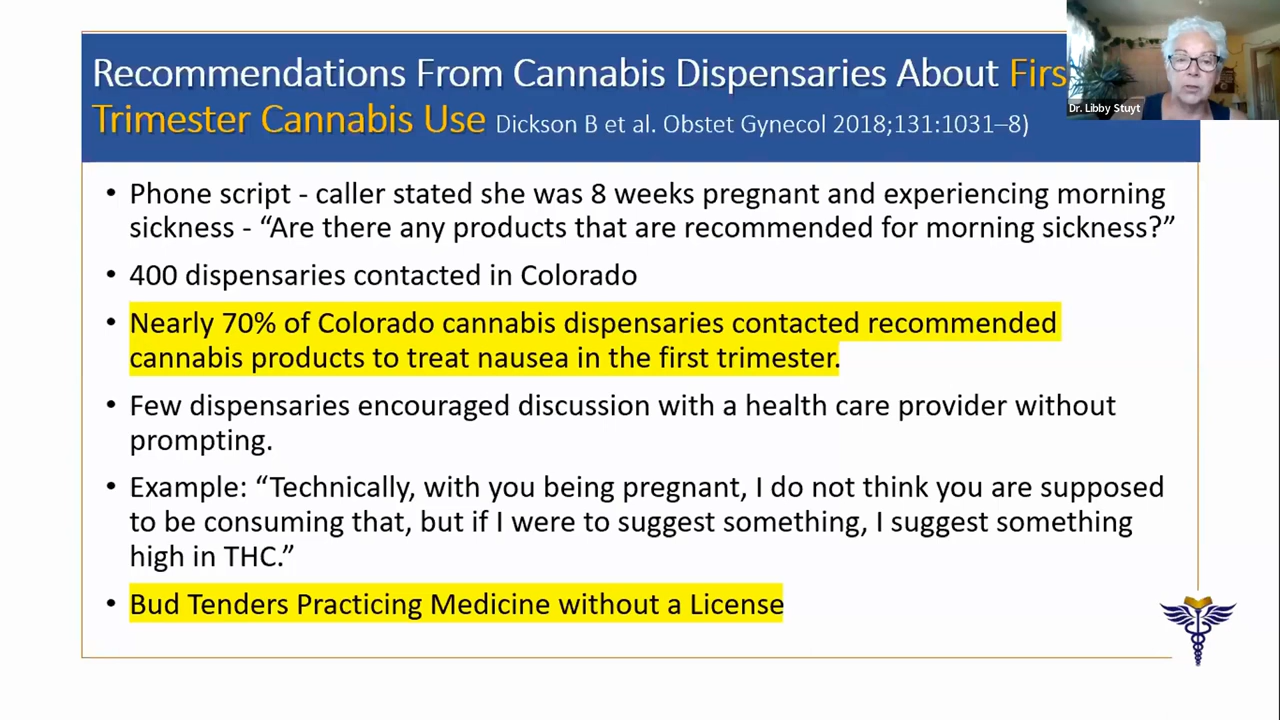 Recommendations From Cannabis Dispensaries About Firs
Trimester Cannabis Use Dickson B et al. Obstet Gynecol 2018;131:1031–8)
Dr. Libby Stuyt
• Phone script - caller stated she was 8 weeks pregnant and experiencing morning
sickness - “Are there any products that are recommended for morning sickness?”
• 400 dispensaries contacted in Colorado
• Nearly 70% of Colorado cannabis dispensaries contacted recommended
cannabis products to treat nausea in the first trimester.
• Few dispensaries encouraged discussion with a health care provider without
prompting.
• Example: “Technically, with you being pregnant, I do not think you are supposed
to be consuming that, but if I were to suggest something, I suggest something
high in THC.”
• Bud Tenders Practicing Medicine without a License